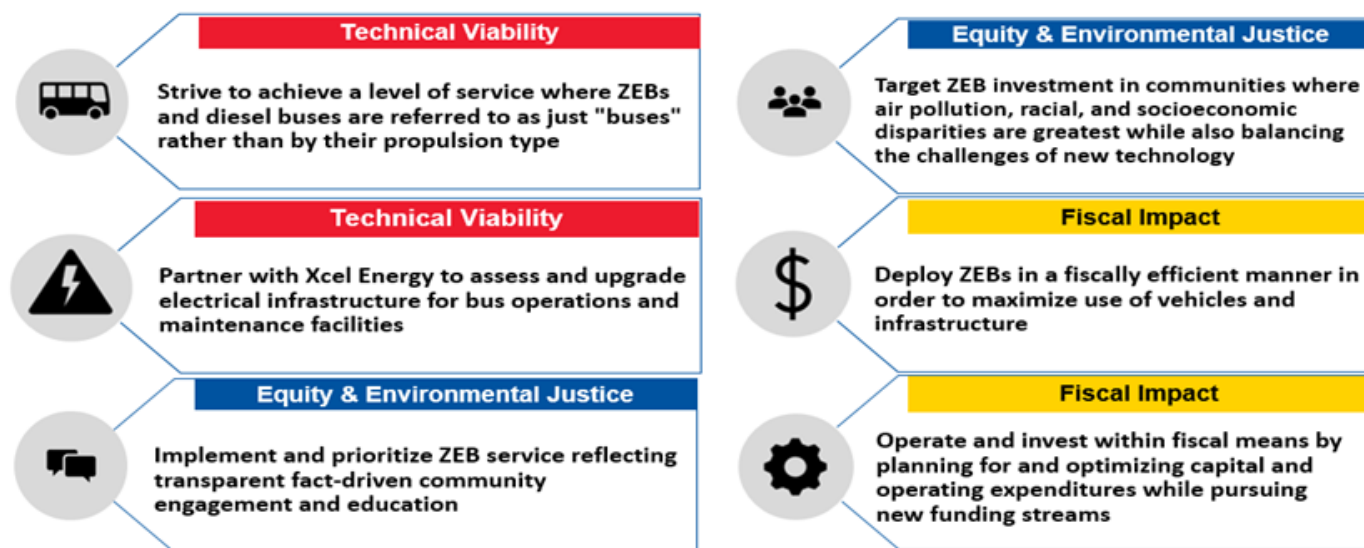 Technical Viability
Strive to achieve a level of service where ZEBs
and diesel buses are referred to as just "buses"
rather than by their propulsion type
Technical Viability
Partner with Xcel Energy to assess and upgrade
electrical infrastructure for bus operations and
maintenance facilities
Equity & Environmental Justice
Implement and prioritize ZEB service reflecting
transparent fact-driven community
engagement and education
Equity & Environmental Justice
Target ZEB investment in communities where
air pollution, racial, and socioeconomic
disparities are greatest while also balancing
the challenges of new technology
Fiscal Impact
$
Deploy ZEBs in a fiscally efficient manner in
order to maximize use of vehicles and
infrastructure
Fiscal Impact
Operate and invest within fiscal means by
planning for and optimizing capital and
operating expenditures while pursuing
new funding streams